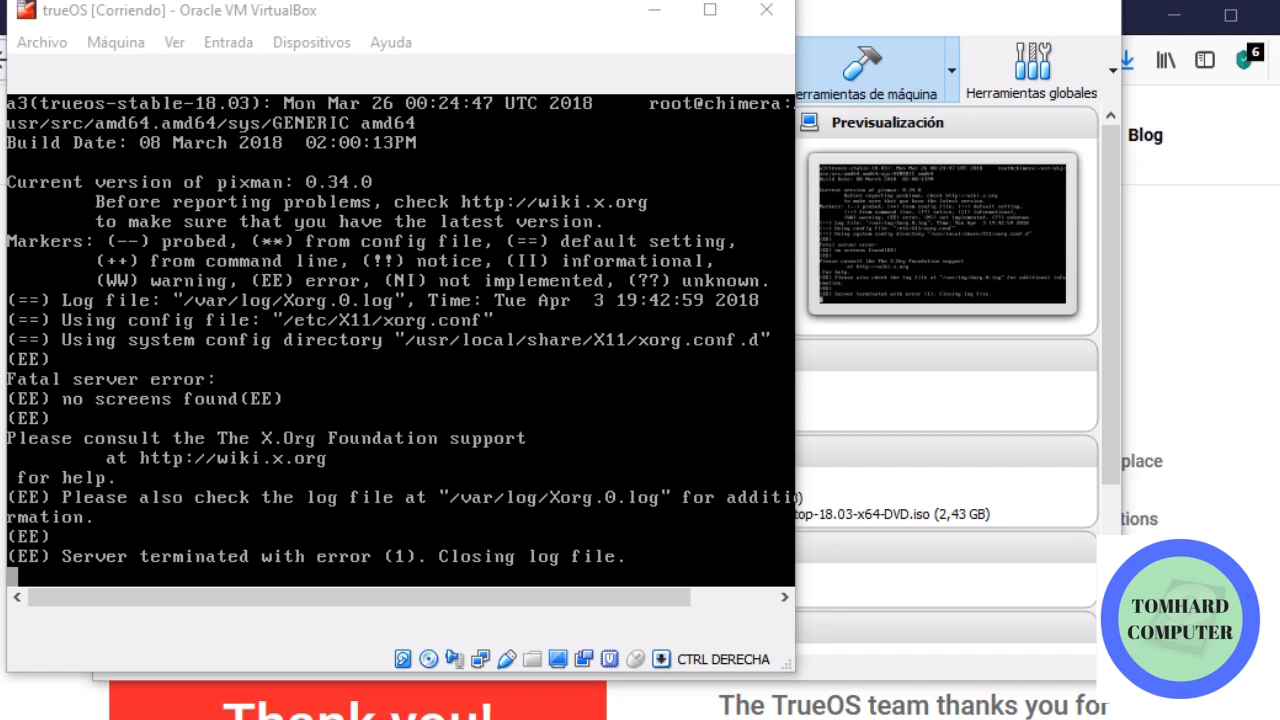 trueOS [Corriendo] - Oracle VM VirtualBox
Archivo Máquina Ver Entrada Dispositivos Ayuda
a3(trueos-stable-18.03): Mon Mar 26 00:24:47 UTC 2018 root@chimera:
usr/src/amd64.amd64/sys/GENERIC amd64
Build Date: 08 March 2018 02:00:13PM
Current version of pixman: 0.34.0
Before reporting problems, check http://wiki.x.org
to make sure that you have the latest version.
Markers: (--) probed, (**) from config file, (==) default setting,
(++) from command line, (!!) notice, (II) informational,
(WW) warning, (EE) error, (NI) not implemented, (??) unknown.
(==) Log file: "/var/log/Xorg.0.log", Time: Tue Apr 3 19:42:59 2018
(==) Using config file: "/etc/X11/xorg.conf"
(==) Using system config directory "/usr/local/share/X11/xorg.conf.d"
(EE)
Fatal server error:
(EE) no screens found(EE)
(EE)
Please consult the The X.Org Foundation support
at http://wiki.x.org
for help.
(EE) Please also check the log file at "/var/log/Xorg.0.log" for additi
rmation.
(EE)
(EE) Server terminated with error (1). Closing log file.
CTRL DERECHA
erramientas de máquina
Herramientas globales
Previsualización
top-18.03-x64-DVD.iso (2,43 GB)
6
Blog
place
tions
TOMHARD
COMPUTER
Thank you!
The TrueOS team thanks you for